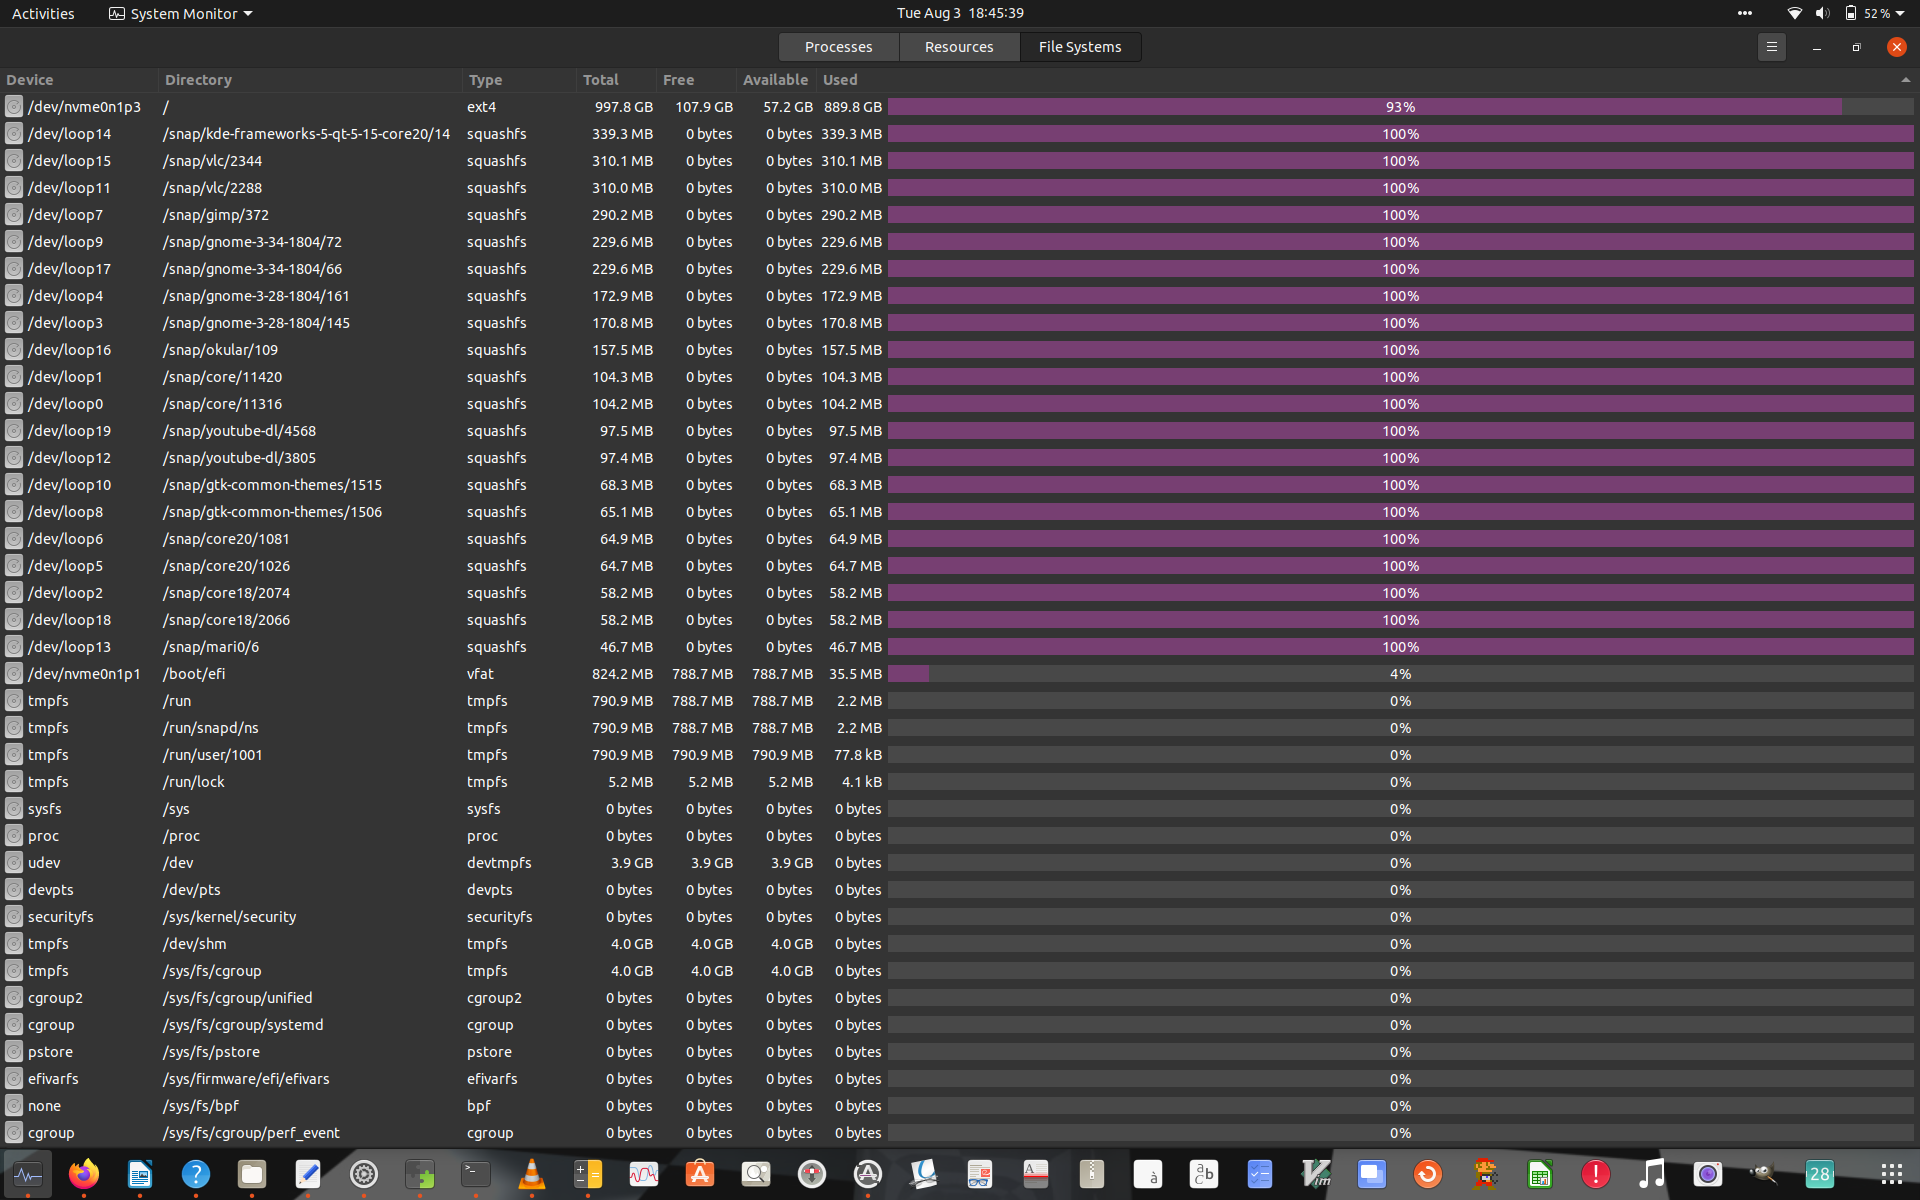 Activities System Monitor Tue Aug 3 18:45:39 52 %
Processes Resources File Systems
Device Directory Type Total Free Available Used
/dev/nvme0n1p3 / ext4 997.8 GB 107.9 GB 57.2 GB 889.8 GB 93%
/dev/loop14 /snap/kde-frameworks-5-qt-5-15-core20/14 squashfs 339.3 MB 0 bytes 0 bytes 339.3 MB 100%
/dev/loop15 /snap/vlc/2344 squashfs 310.1 MB 0 bytes 0 bytes 310.1 MB 100%
/dev/loop11 /snap/vlc/2288 squashfs 310.0 MB 0 bytes 0 bytes 310.0 MB 100%
/dev/loop7 /snap/gimp/372 squashfs 290.2 MB 0 bytes 0 bytes 290.2 MB 100%
/dev/loop9 /snap/gnome-3-34-1804/72 squashfs 229.6 MB 0 bytes 0 bytes 229.6 MB 100%
/dev/loop17 /snap/gnome-3-34-1804/66 squashfs 229.6 MB 0 bytes 0 bytes 229.6 MB 100%
/dev/loop4 /snap/gnome-3-28-1804/161 squashfs 172.9 MB 0 bytes 0 bytes 172.9 MB 100%
/dev/loop3 /snap/gnome-3-28-1804/145 squashfs 170.8 MB 0 bytes 0 bytes 170.8 MB 100%
/dev/loop16 /snap/okular/109 squashfs 157.5 MB 0 bytes 0 bytes 157.5 MB 100%
/dev/loop1 /snap/core/11420 squashfs 104.3 MB 0 bytes 0 bytes 104.3 MB 100%
/dev/loop0 /snap/core/11316 squashfs 104.2 MB 0 bytes 0 bytes 104.2 MB 100%
/dev/loop19 /snap/youtube-dl/4568 squashfs 97.5 MB 0 bytes 0 bytes 97.5 MB 100%
/dev/loop12 /snap/youtube-dl/3805 squashfs 97.4 MB 0 bytes 0 bytes 97.4 MB 100%
/dev/loop10 /snap/gtk-common-themes/1515 squashfs 68.3 MB 0 bytes 0 bytes 68.3 MB 100%
/dev/loop8 /snap/gtk-common-themes/1506 squashfs 65.1 MB 0 bytes 0 bytes 65.1 MB 100%
/dev/loop6 /snap/core20/1081 squashfs 64.9 MB 0 bytes 0 bytes 64.9 MB 100%
/dev/loop5 /snap/core20/1026 squashfs 64.7 MB 0 bytes 0 bytes 64.7 MB 100%
/dev/loop2 /snap/core18/2074 squashfs 58.2 MB 0 bytes 0 bytes 58.2 MB 100%
/dev/loop18 /snap/core18/2066 squashfs 58.2 MB 0 bytes 0 bytes 58.2 MB 100%
/dev/loop13 /snap/mari0/6 squashfs 46.7 MB 0 bytes 0 bytes 46.7 MB 100%
/dev/nvme0n1p1 /boot/efi vfat 824.2 MB 788.7 MB 788.7 MB 35.5 MB 4%
tmpfs /run tmpfs 790.9 MB 788.7 MB 788.7 MB 2.2 MB 0%
tmpfs /run/snapd/ns tmpfs 790.9 MB 788.7 MB 788.7 MB 2.2 MB 0%
tmpfs /run/user/1001 tmpfs 790.9 MB 790.9 MB 790.9 MB 77.8 kB 0%
tmpfs /run/lock tmpfs 5.2 MB 5.2 MB 5.2 MB 4.1 kB 0%
sysfs /sys sysfs 0 bytes 0 bytes 0 bytes 0 bytes 0%
proc /proc proc 0 bytes 0 bytes 0 bytes 0 bytes 0%
udev /dev devtmpfs 3.9 GB 3.9 GB 3.9 GB 0 bytes 0%
devpts /dev/pts devpts 0 bytes 0 bytes 0 bytes 0 bytes 0%
securityfs /sys/kernel/security securityfs 0 bytes 0 bytes 0 bytes 0 bytes 0%
tmpfs /dev/shm tmpfs 4.0 GB 4.0 GB 4.0 GB 0 bytes 0%
tmpfs /sys/fs/cgroup tmpfs 4.0 GB 4.0 GB 4.0 GB 0 bytes 0%
cgroup2 /sys/fs/cgroup/unified cgroup2 0 bytes 0 bytes 0 bytes 0 bytes 0%
cgroup /sys/fs/cgroup/systemd cgroup 0 bytes 0 bytes 0 bytes 0 bytes 0%
pstore /sys/fs/pstore pstore 0 bytes 0 bytes 0 bytes 0 bytes 0%
efivarfs /sys/firmware/efi/efivars efivarfs 0 bytes 0 bytes 0 bytes 0 bytes 0%
none /sys/fs/bpf bpf 0 bytes 0 bytes 0 bytes 0 bytes 0%
cgroup /sys/fs/cgroup/perf_event cgroup 0 bytes 0 bytes 0 bytes 0 bytes 0%
? >_ A à a c b Vim ! 28